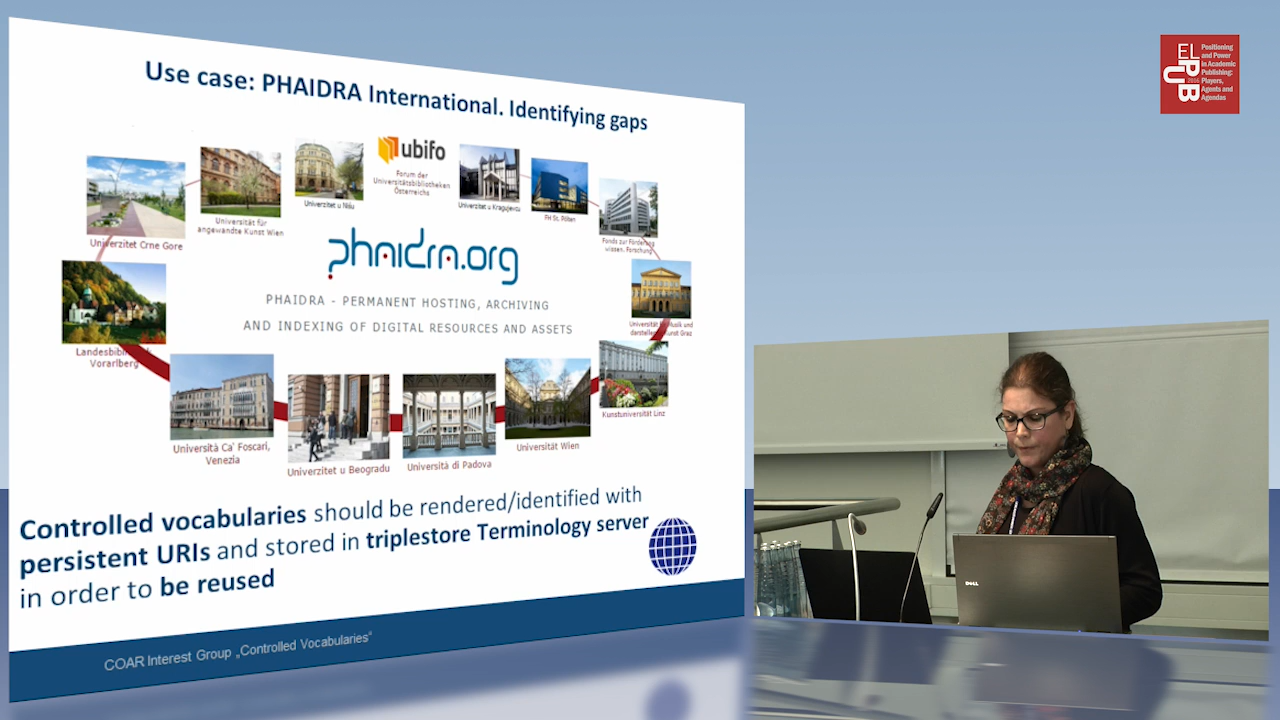 Use case: PHAIDRA International. Identifying gaps
ubifo
Forum der
Universitätsbibliotheken
Österreichs
Univerzitet Crne Gore
Universität für
angewandte Kunst Wien
Univerzitet u Nišu
Univerzitet u Kragujevcu
FH St. Pölten
Fonds zur Förderung
wissen. Forschung
phaidra.org
PHAIDRA - PERMANENT HOSTING, ARCHIVING
AND INDEXING OF DIGITAL RESOURCES AND ASSETS
Landesbibliothek
Vorarlberg
Universität für Musik und
darstellende Kunst Graz
Kunstuniversität Linz
Università Ca` Foscari,
Venezia
Univerzitet u Beogradu
Università di Padova
Universität Wien
Controlled vocabularies should be rendered/identified with
persistent URIs and stored in triplestore Terminology server
in order to be reused
COAR Interest Group „Controlled Vocabularies“
ELPUB
2016
Positioning
and Power
in Academic
Publishing:
Players,
Agents and
Agendas
DELL